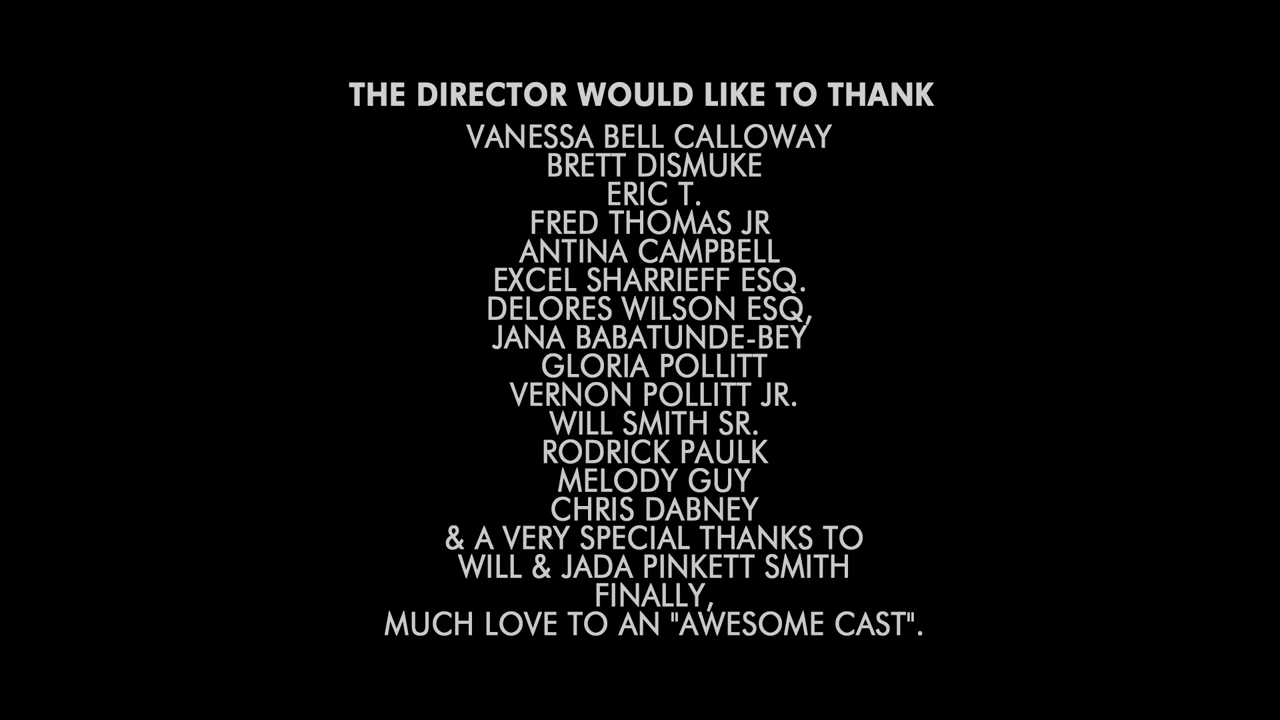 THE DIRECTOR WOULD LIKE TO THANK
VANESSA BELL CALLOWAY
BRETT DISMUKE
ERIC T.
FRED THOMAS JR
ANTINA CAMPBELL
EXCEL SHARRIEFF ESQ.
DELORES WILSON ESQ,
JANA BABATUNDE-BEY
GLORIA POLLITT
VERNON POLLITT JR.
WILL SMITH SR.
RODRICK PAULK
MELODY GUY
CHRIS DABNEY
& A VERY SPECIAL THANKS TO
WILL & JADA PINKETT SMITH
FINALLY,
MUCH LOVE TO AN "AWESOME CAST".